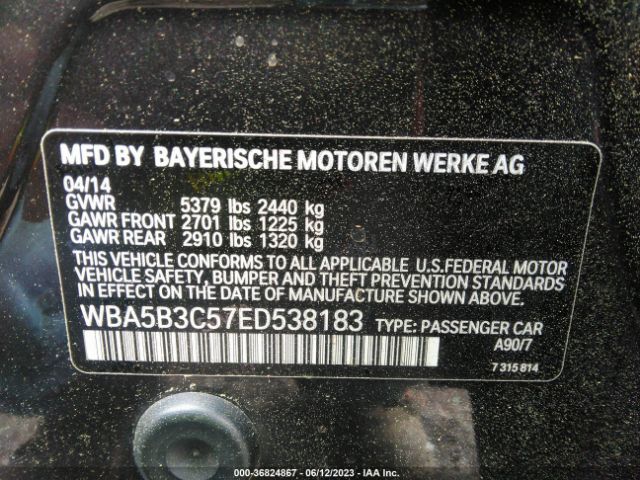 MFD BY BAYERISCHE MOTOREN WERKE AG
04/14
GVWR 5379 lbs 2440 kg
GAWR FRONT 2701 lbs 1225 kg
GAWR REAR 2910 lbs 1320 kg
THIS VEHICLE CONFORMS TO ALL APPLICABLE U.S.FEDERAL MOTOR
VEHICLE SAFETY, BUMPER AND THEFT PREVENTION STANDARDS
IN EFFECT ON THE DATE OF MANUFACTURE SHOWN ABOVE.
WBA5B3C57ED538183 TYPE: PASSENGER CAR
A90/7
7 315 814
000-36824867 - 06/12/2023 - IAA Inc.